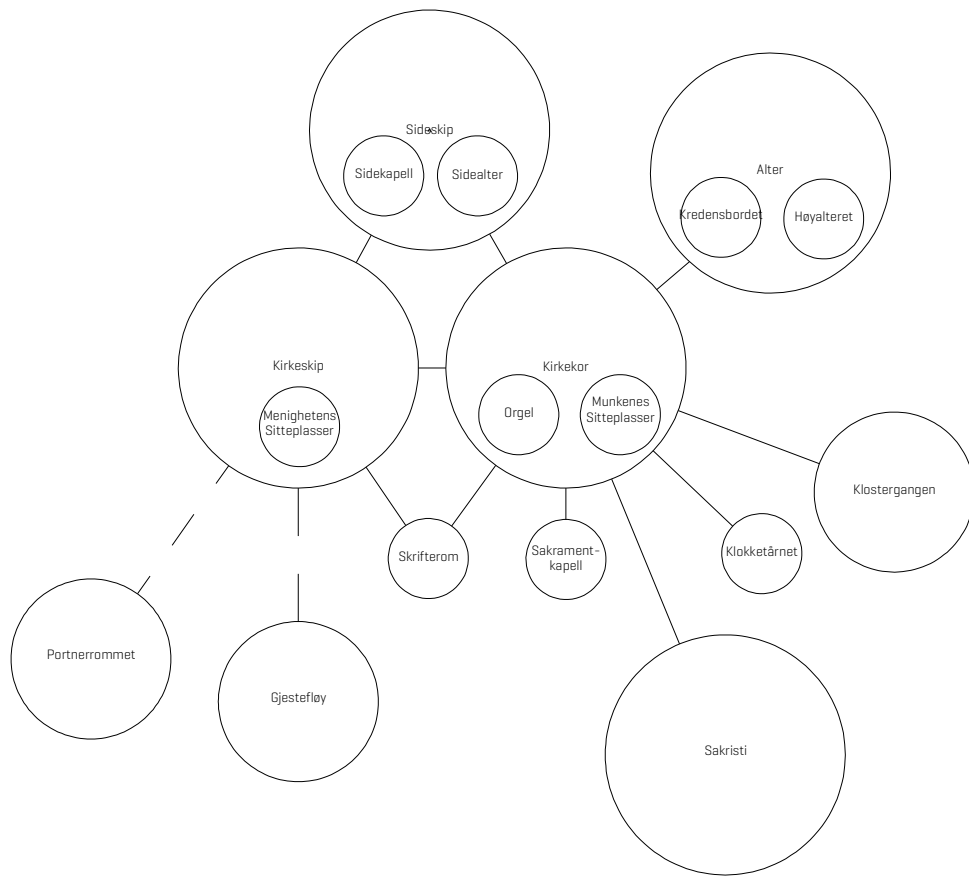 Sideskip
Sidekapell
Sidealter
Alter
Kredensbordet
Høyalteret
Kirkeskip
Menighetens
Sitteplasser
Kirkekor
Orgel
Munkenes
Sitteplasser
Klostergangen
Skrifterom
Sakrament-
kapell
Klokketårnet
Portnerrommet
Gjestefløy
Sakristi